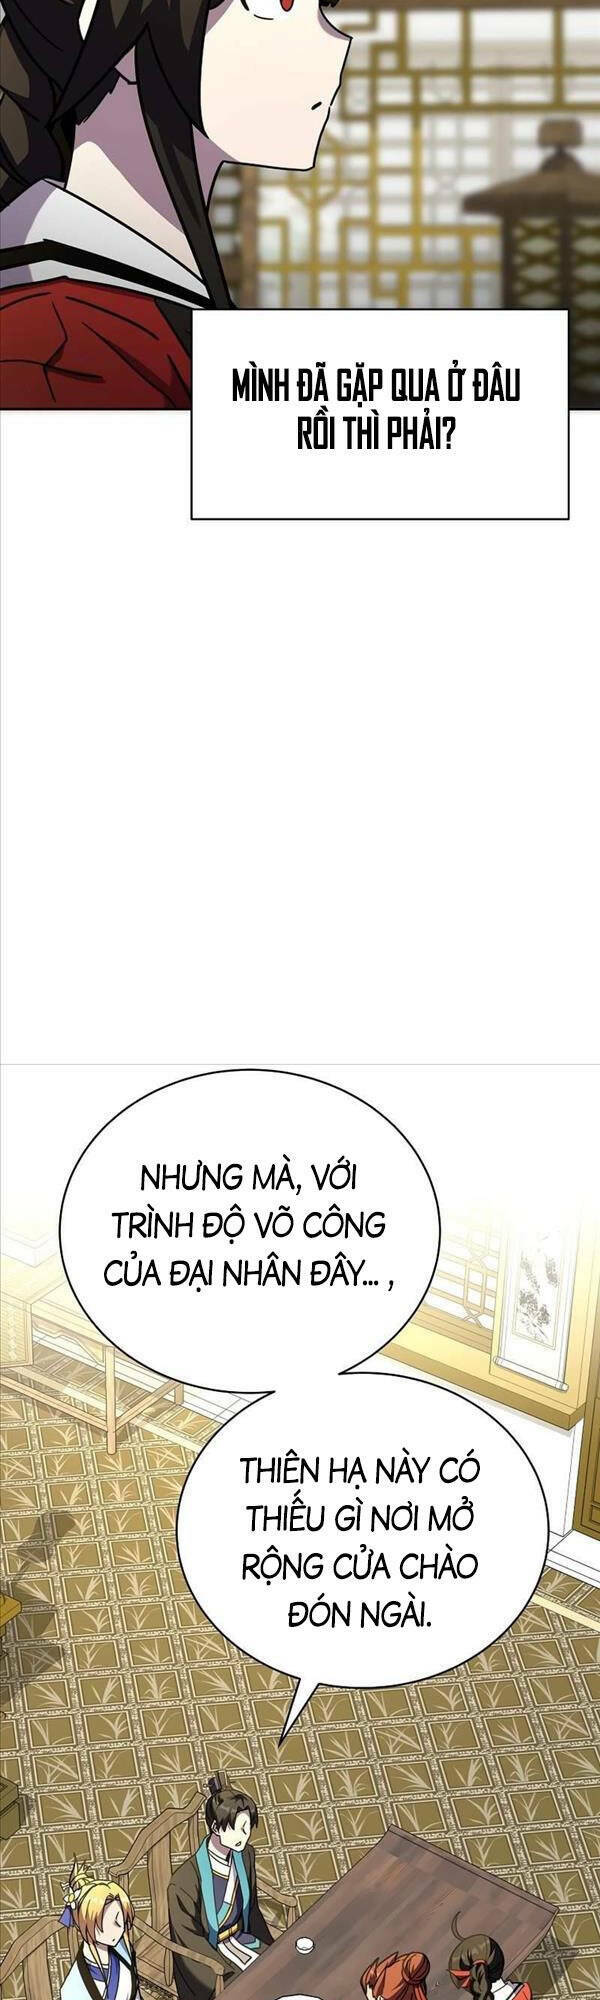 MÌNH ĐÃ GẶP QUA Ở ĐÂU
RỒI THÌ PHẢI?
NHƯNG MÀ, VỚI
TRÌNH ĐỘ VÕ CÔNG
CỦA ĐẠI NHÂN ĐÂY... ,
THIÊN HẠ NÀY CÓ
THIẾU GÌ NƠI MỞ
RỘNG CỬA CHÀO
ĐÓN NGÀI.